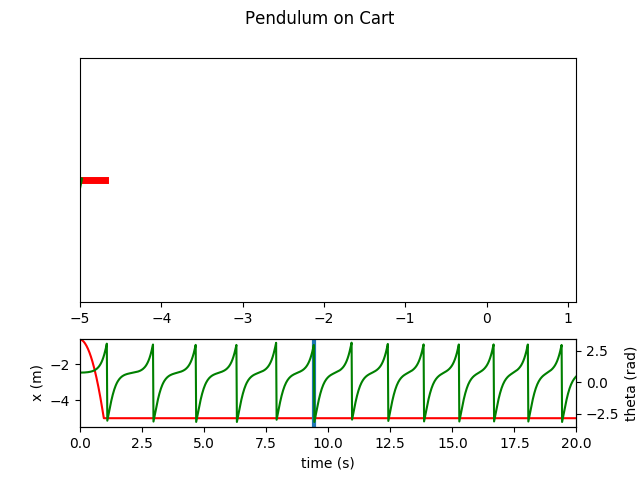 Pendulum on Cart
−5 −4 −3 −2 −1 0 1
−2
−4
x (m)
2.5
0.0
−2.5
theta (rad)
0.0 2.5 5.0 7.5 10.0 12.5 15.0 17.5 20.0
time (s)